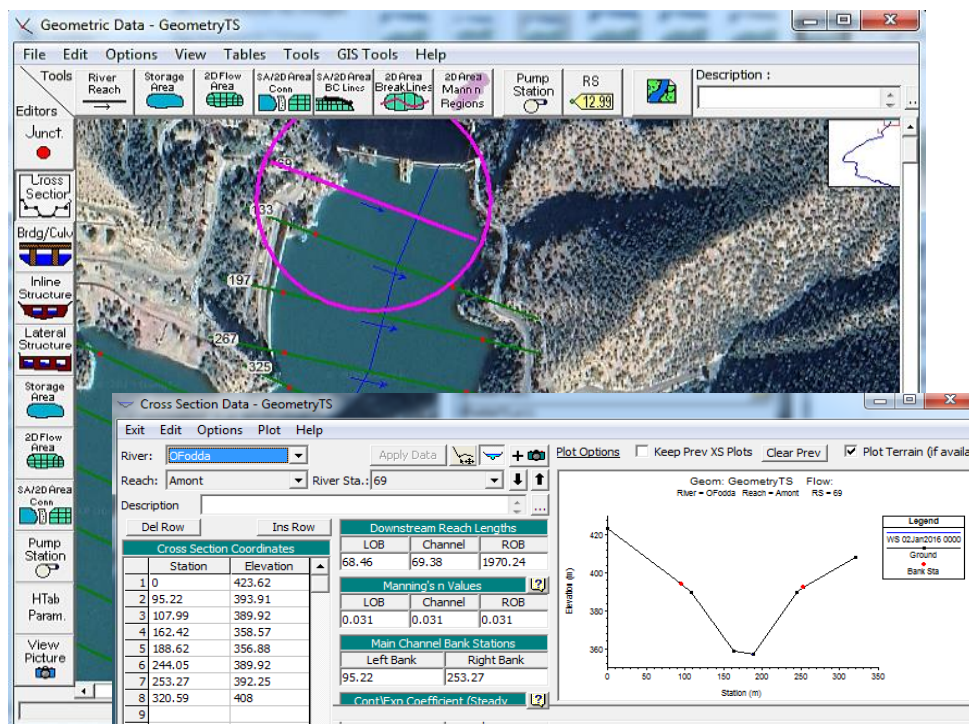 Geometric Data - GeometryTS
File Edit Options View Tables Tools GIS Tools Help
Tools
Editors
River Reach
Storage Area
2D Flow Area
SA/2D Area Conn
SA/2D Area BC Lines
2D Area BreakLines
2D Area Mann n Regions
Pump Station
RS
12.99
Description :
...
Junct.
Cross Section
Brdg/Culv
Inline Structure
Lateral Structure
Storage Area
2D Flow Area
SA/2D Area Conn
Pump Station
HTab Param.
View Picture
69
133
197
267
325
Cross Section Data - GeometryTS
Exit Edit Options Plot Help
River: OFodda
Apply Data
Plot Options
Keep Prev XS Plots
Clear Prev
Plot Terrain (if availa
Reach: Amont
River Sta.: 69
Description
...
Del Row
Ins Row
Cross Section Coordinates
Station Elevation
1 0 423.62
2 95.22 393.91
3 107.99 389.92
4 162.42 358.57
5 188.62 356.88
6 244.05 389.92
7 253.27 392.25
8 320.59 408
9
Downstream Reach Lengths
LOB Channel ROB
68.46 69.38 1970.24
Manning's n Values
LOB Channel ROB
0.031 0.031 0.031
Main Channel Bank Stations
Left Bank Right Bank
95.22 253.27
Cont\Exp Coefficient (Steady
Geom: GeometryTS Flow:
River = OFodda Reach = Amont RS = 69
Elevation (m)
420
400
380
360
0 50 100 150 200 250 300 350
Station (m)
Legend
WS 02Jan2016 0000
Ground
Bank Sta